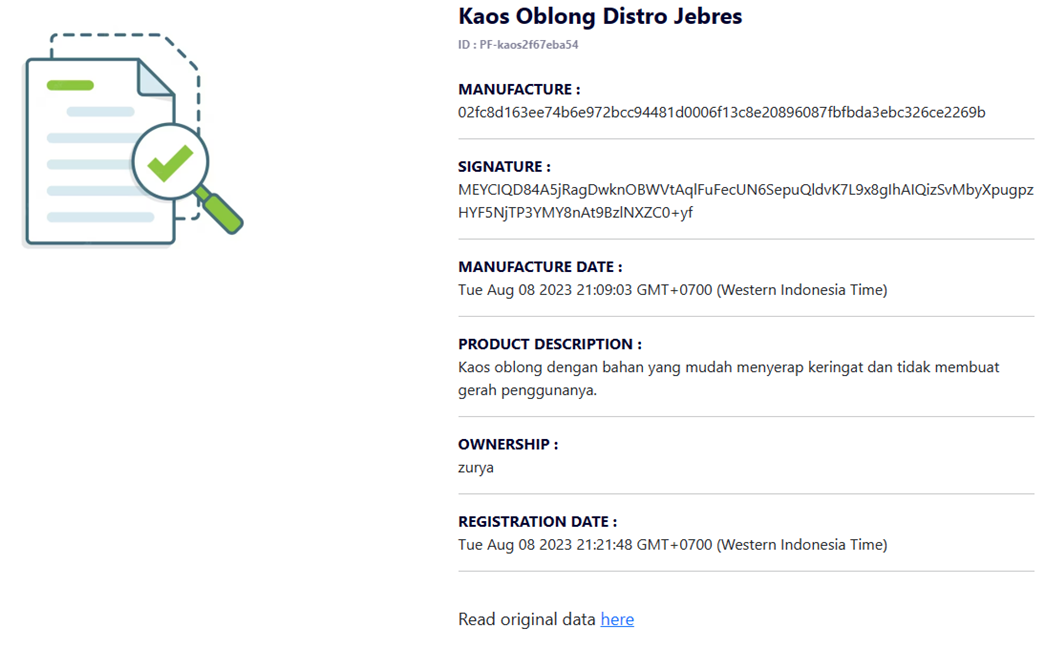 Kaos Oblong Distro Jebres
ID : PF-kaos2f67eba54
MANUFACTURE :
02fc8d163ee74b6e972bcc94481d0006f13c8e20896087fbfbda3ebc326ce2269b
SIGNATURE :
MEYCIQD84A5jRagDwknOBWVtAqlFuFecUN6SepuQldvK7L9x8gIhAIQizSvMbyXpugpz
HYF5NjTP3YMY8nAt9BzlNXZC0+yf
MANUFACTURE DATE :
Tue Aug 08 2023 21:09:03 GMT+0700 (Western Indonesia Time)
PRODUCT DESCRIPTION :
Kaos oblong dengan bahan yang mudah menyerap keringat dan tidak membuat
gerah penggunanya.
OWNERSHIP :
zurya
REGISTRATION DATE :
Tue Aug 08 2023 21:21:48 GMT+0700 (Western Indonesia Time)
Read original data here